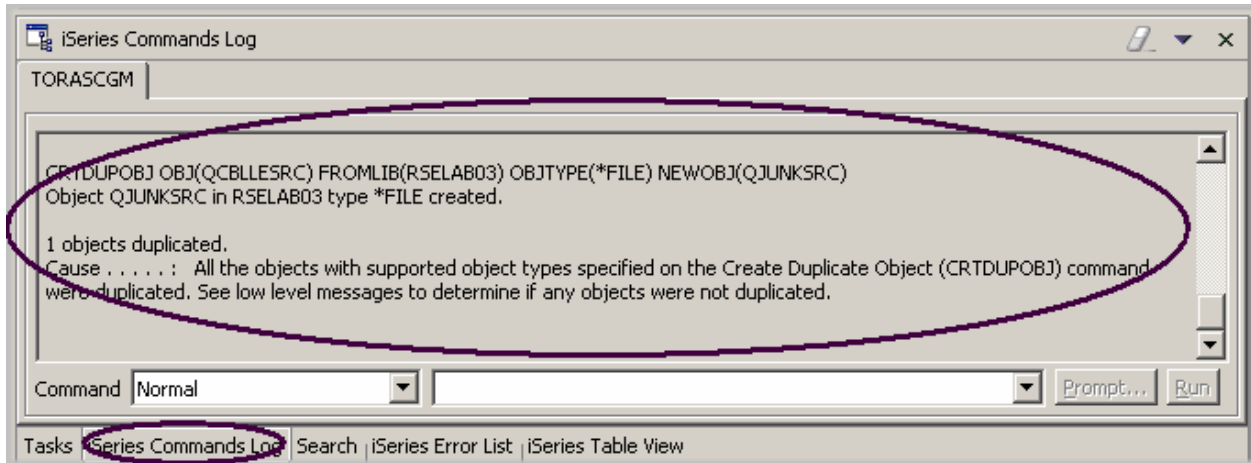 iSeries Commands Log
TORASCGM
CRTDUPOBJ OBJ(QCBLLESRC) FROMLIB(RSELAB03) OBJTYPE(*FILE) NEWOBJ(QJUNKSRC)
Object QJUNKSRC in RSELAB03 type *FILE created.
1 objects duplicated.
Cause . . . . . :   All the objects with supported object types specified on the Create Duplicate Object (CRTDUPOBJ) command
were duplicated. See low level messages to determine if any objects were not duplicated.
Command Normal Prompt... Run
Tasks iSeries Commands Log Search iSeries Error List iSeries Table View